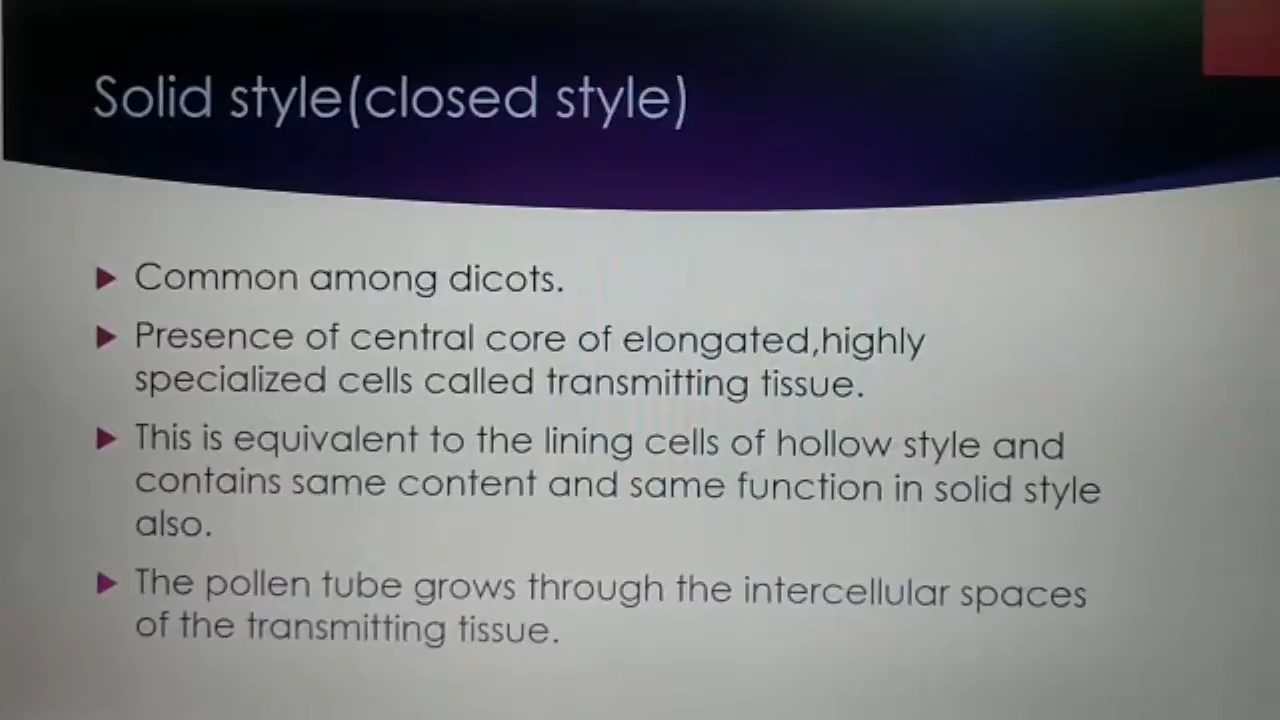 Solid style(closed style)
Common among dicots.
Presence of central core of elongated,highly
specialized cells called transmitting tissue.
This is equivalent to the lining cells of hollow style and
contains same content and same function in solid style
also.
The pollen tube grows through the intercellular spaces
of the transmitting tissue.